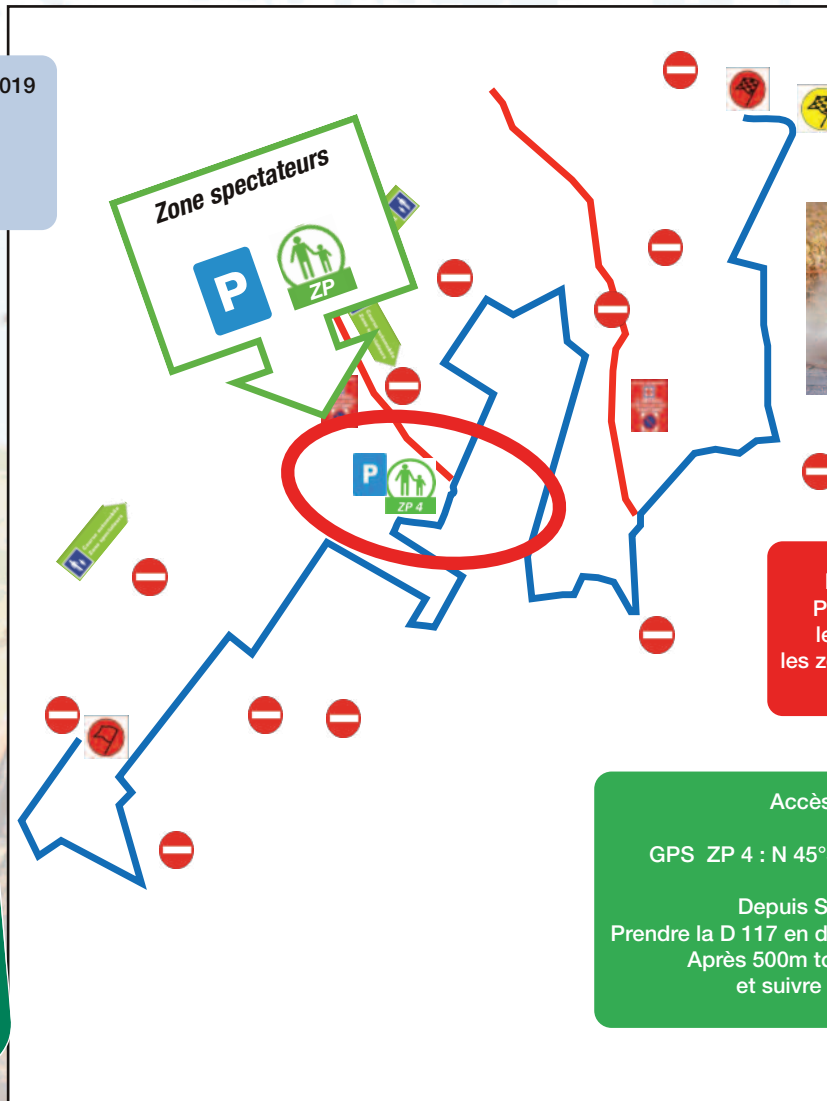 019
Zone spectateurs
P
ZP
P
ZP 4
P
le
les z
Accès
GPS ZP 4 : N 45°
Depuis S
Prendre la D 117 en d
Après 500m to
et suivre